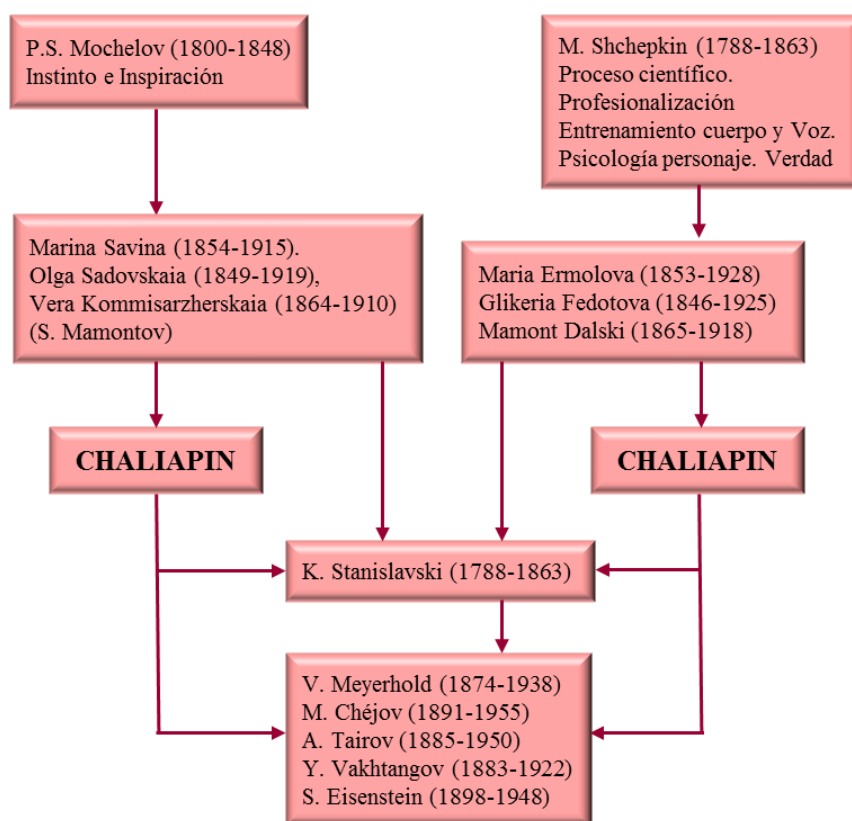 P.S. Mochelov (1800-1848)
Instinto e Inspiración
M. Shchepkin (1788-1863)
Proceso científico.
Profesionalización
Entrenamiento cuerpo y Voz.
Psicología personaje. Verdad
Marina Savina (1854-1915).
Olga Sadovskaia (1849-1919),
Vera Kommisarzherskaia (1864-1910)
(S. Mamontov)
Maria Ermolova (1853-1928)
Glikeria Fedotova (1846-1925)
Mamont Dalski (1865-1918)
CHALIAPIN
CHALIAPIN
K. Stanislavski (1788-1863)
V. Meyerhold (1874-1938)
M. Chéjov (1891-1955)
A. Tairov (1885-1950)
Y. Vakhtangov (1883-1922)
S. Eisenstein (1898-1948)